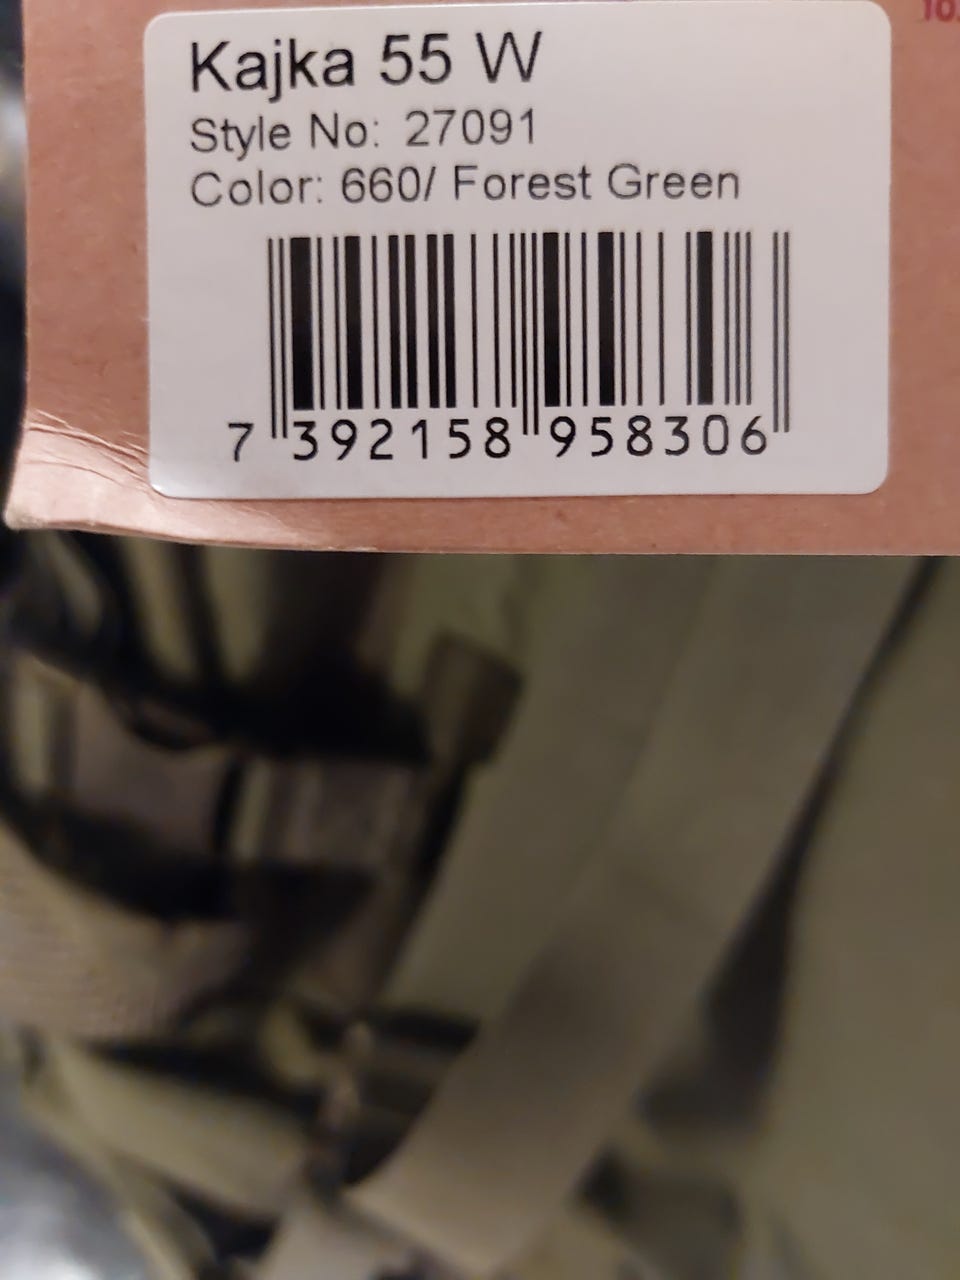 Kajka 55 W
Style No: 27091
Color: 660/ Forest Green
7 392158 958306